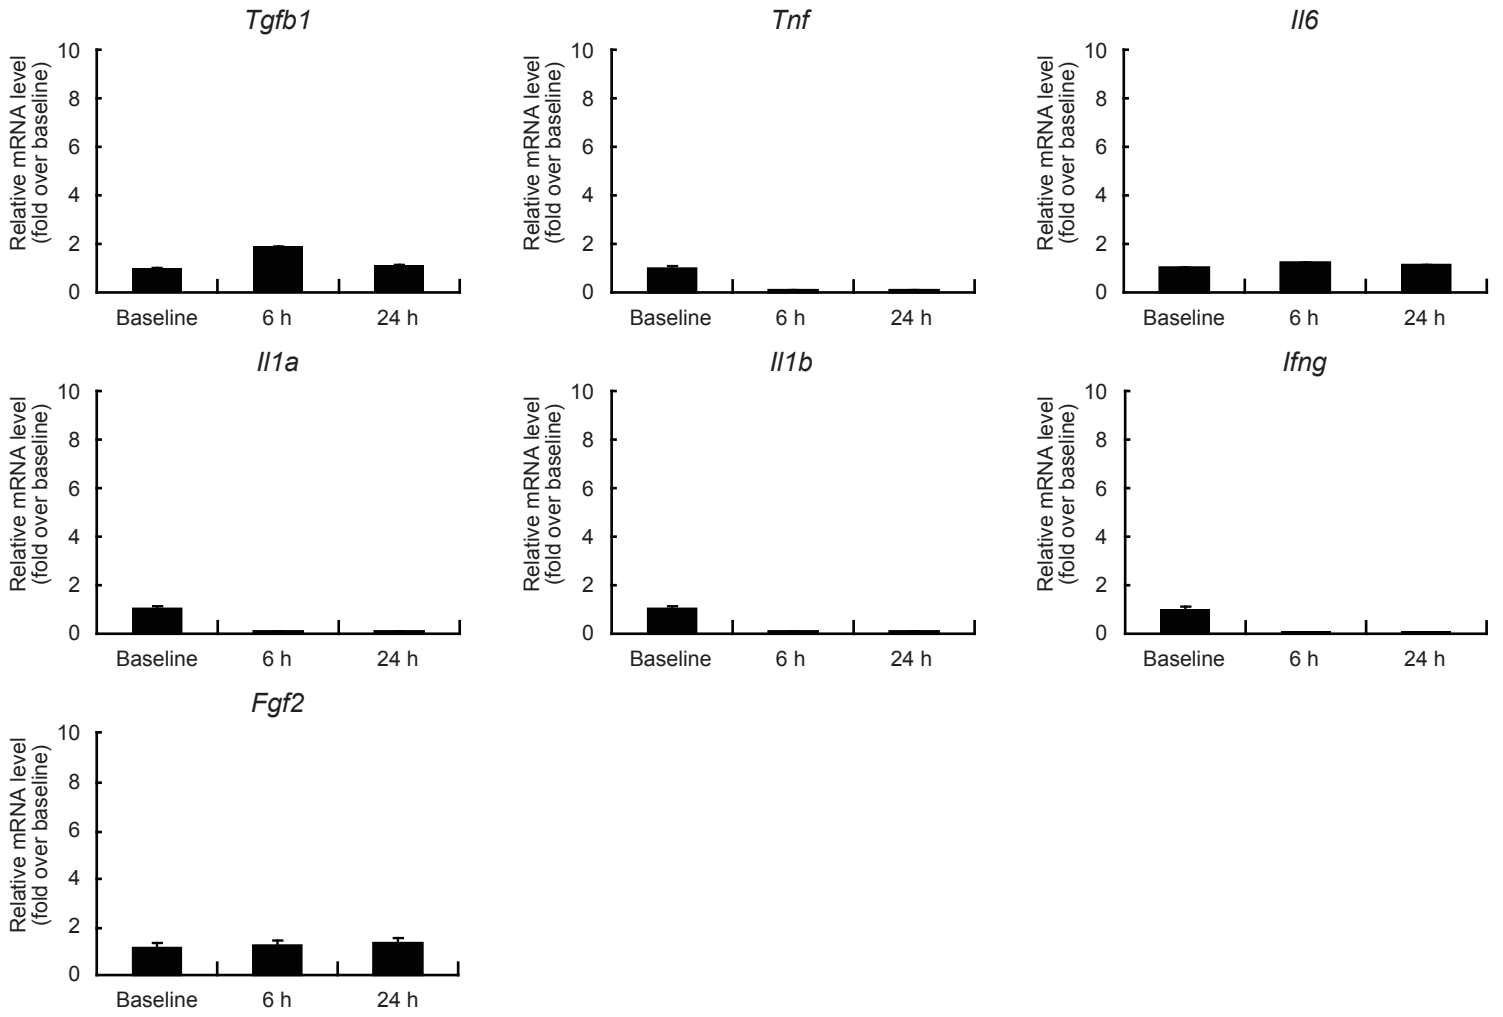 Tgfb1
Relative mRNA level
(fold over baseline)
10
8
6
4
2
0
Baseline 6 h 24 h
Tnf
Relative mRNA level
(fold over baseline)
10
8
6
4
2
0
Baseline 6 h 24 h
Il6
Relative mRNA level
(fold over baseline)
10
8
6
4
2
0
Baseline 6 h 24 h
Il1a
Relative mRNA level
(fold over baseline)
10
8
6
4
2
0
Baseline 6 h 24 h
Il1b
Relative mRNA level
(fold over baseline)
10
8
6
4
2
0
Baseline 6 h 24 h
Ifng
Relative mRNA level
(fold over baseline)
10
8
6
4
2
0
Baseline 6 h 24 h
Fgf2
Relative mRNA level
(fold over baseline)
10
8
6
4
2
0
Baseline 6 h 24 h